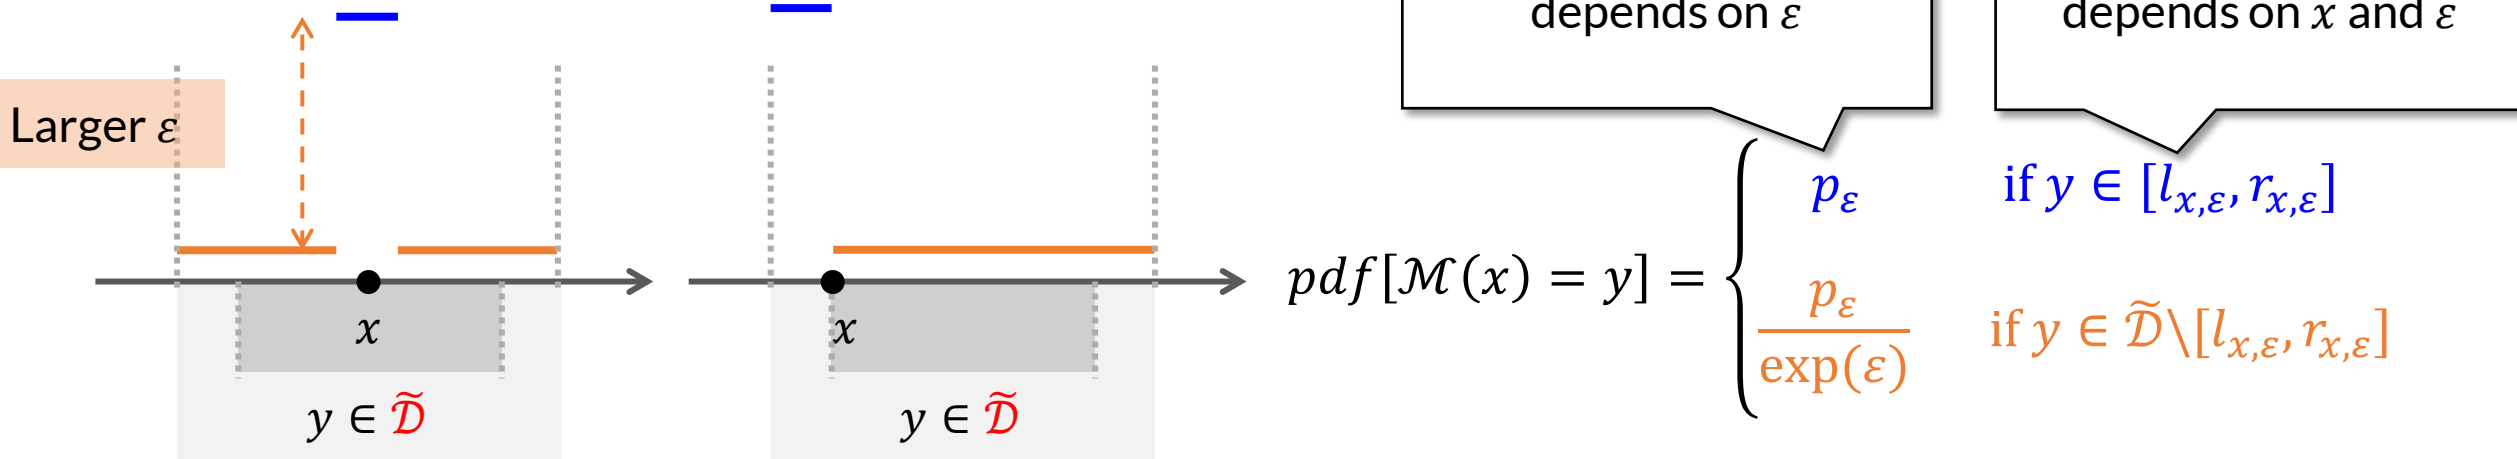 depends on ε
depends on x and ε
Larger ε
x
y ∈ 𝒟̃
x
y ∈ 𝒟̃
pdf[ℳ(x) = y] = { p_ε if y ∈ [l_{x,ε}, r_{x,ε}]
p_ε / exp(ε) if y ∈ 𝒟̃\[l_{x,ε}, r_{x,ε}]